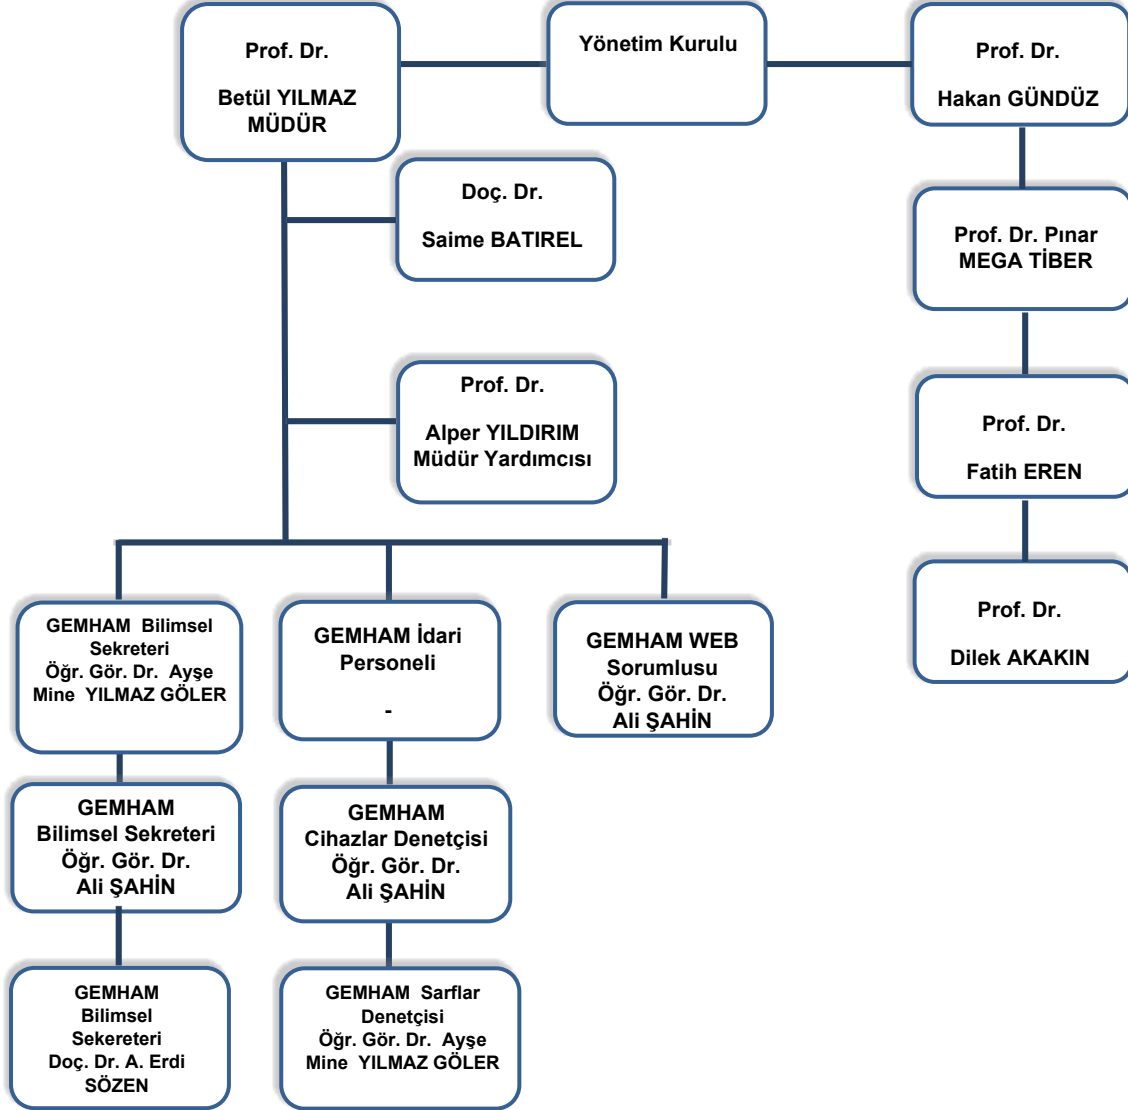 Prof. Dr.
Betül YILMAZ
MÜDÜR
Yönetim Kurulu
Prof. Dr.
Hakan GÜNDÜZ
Doç. Dr.
Saime BATIREL
Prof. Dr. Pınar
MEGA TİBER
Prof. Dr.
Alper YILDIRIM
Müdür Yardımcısı
Prof. Dr.
Fatih EREN
Prof. Dr.
Dilek AKAKIN
GEMHAM Bilimsel
Sekreteri
Öğr. Gör. Dr. Ayşe
Mine YILMAZ GÖLER
GEMHAM İdari
Personeli
-
GEMHAM WEB
Sorumlusu
Öğr. Gör. Dr.
Ali ŞAHİN
GEMHAM
Bilimsel Sekreteri
Öğr. Gör. Dr.
Ali ŞAHİN
GEMHAM
Cihazlar Denetçisi
Öğr. Gör. Dr.
Ali ŞAHİN
GEMHAM
Bilimsel
Sekereteri
Doç. Dr. A. Erdi
SÖZEN
GEMHAM Sarflar
Denetçisi
Öğr. Gör. Dr. Ayşe
Mine YILMAZ GÖLER